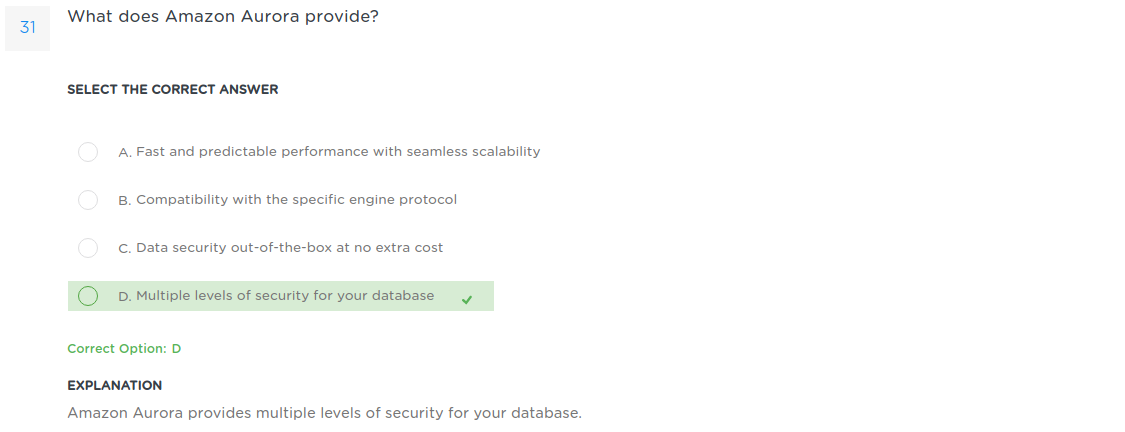 31
What does Amazon Aurora provide?
SELECT THE CORRECT ANSWER
A. Fast and predictable performance with seamless scalability
B. Compatibility with the specific engine protocol
C. Data security out-of-the-box at no extra cost
D. Multiple levels of security for your database
Correct Option: D
EXPLANATION
Amazon Aurora provides multiple levels of security for your database.